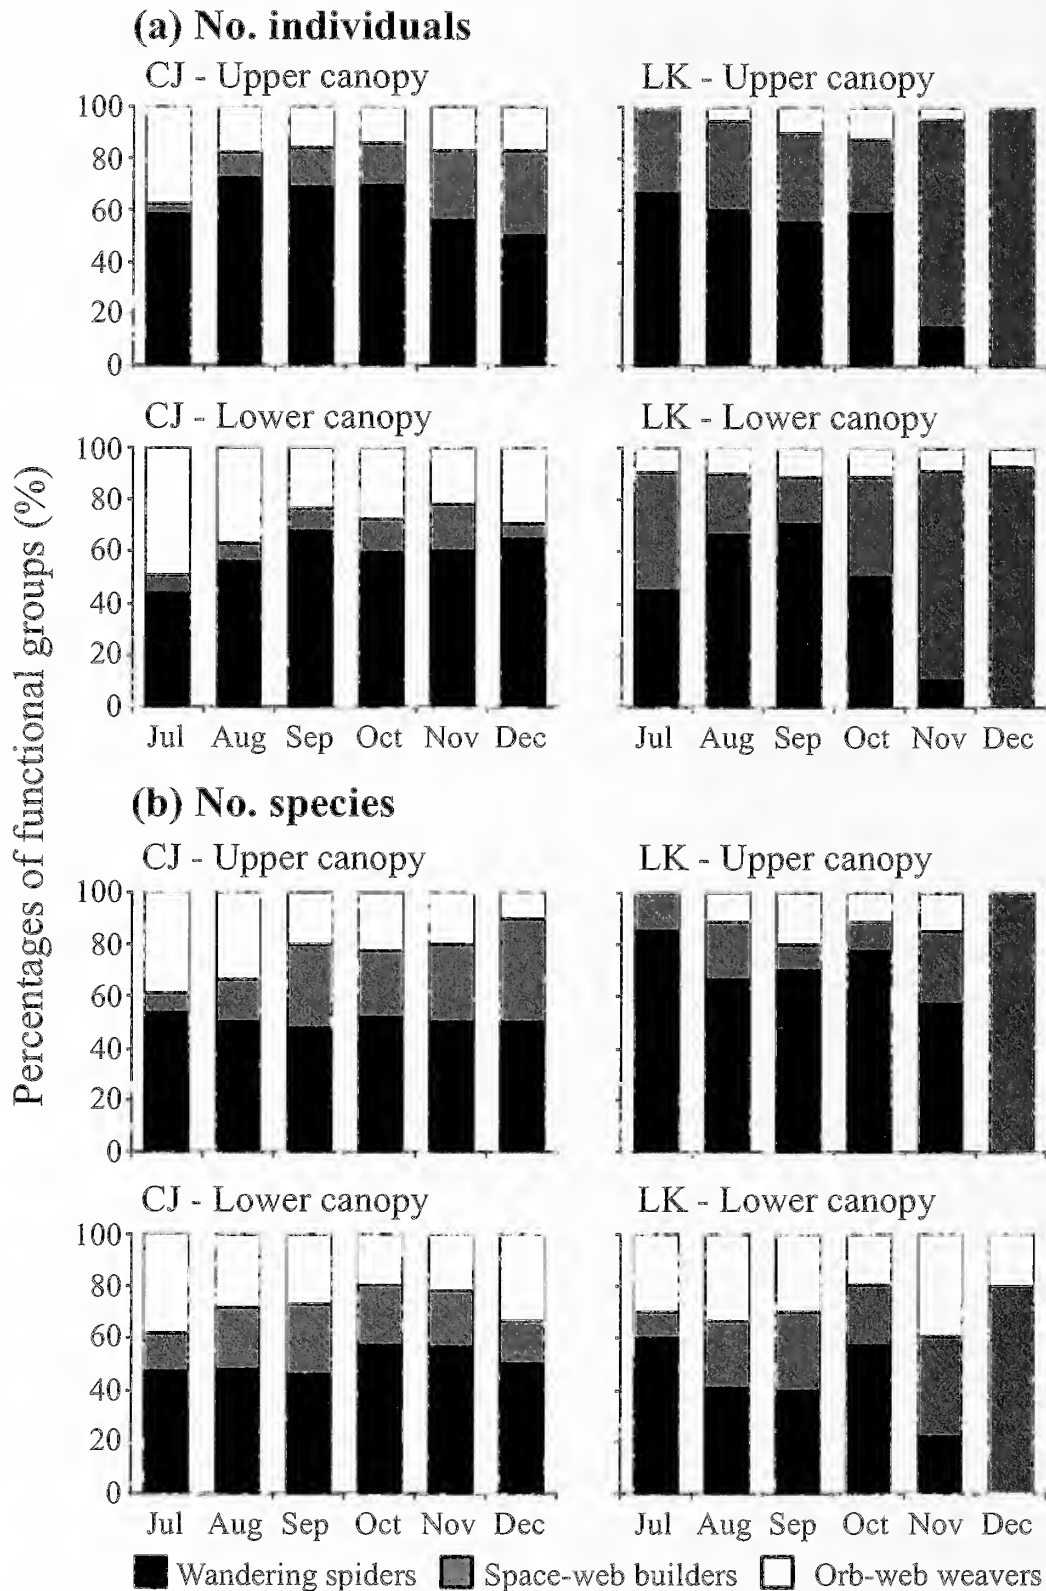 (a) No. individuals
CJ - Upper canopy
LK - Upper canopy
100
80
60
40
20
0
CJ - Lower canopy
LK - Lower canopy
100
80
60
40
20
0
Jul Aug Sep Oct Nov Dec
Jul Aug Sep Oct Nov Dec
Percentages of functional groups (%)
(b) No. species
CJ - Upper canopy
LK - Upper canopy
100
80
60
40
20
0
CJ - Lower canopy
LK - Lower canopy
100
80
60
40
20
0
Jul Aug Sep Oct Nov Dec
Jul Aug Sep Oct Nov Dec
Wandering spiders Space-web builders Orb-web weavers